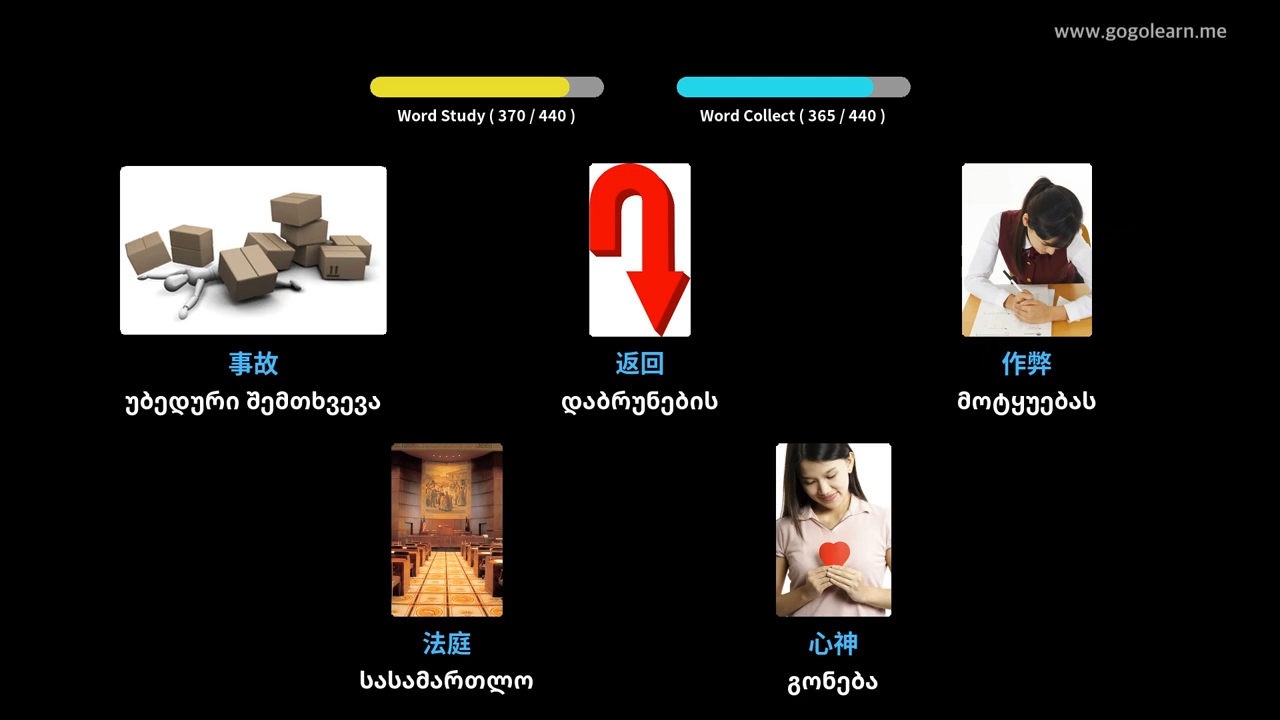 www.gogolearn.me
Word Study ( 370 / 440 )
Word Collect ( 365 / 440 )
事故
უბედური შემთხვევა
返回
დაბრუნების
作弊
მოტყუებას
法庭
სასამართლო
心神
გონება